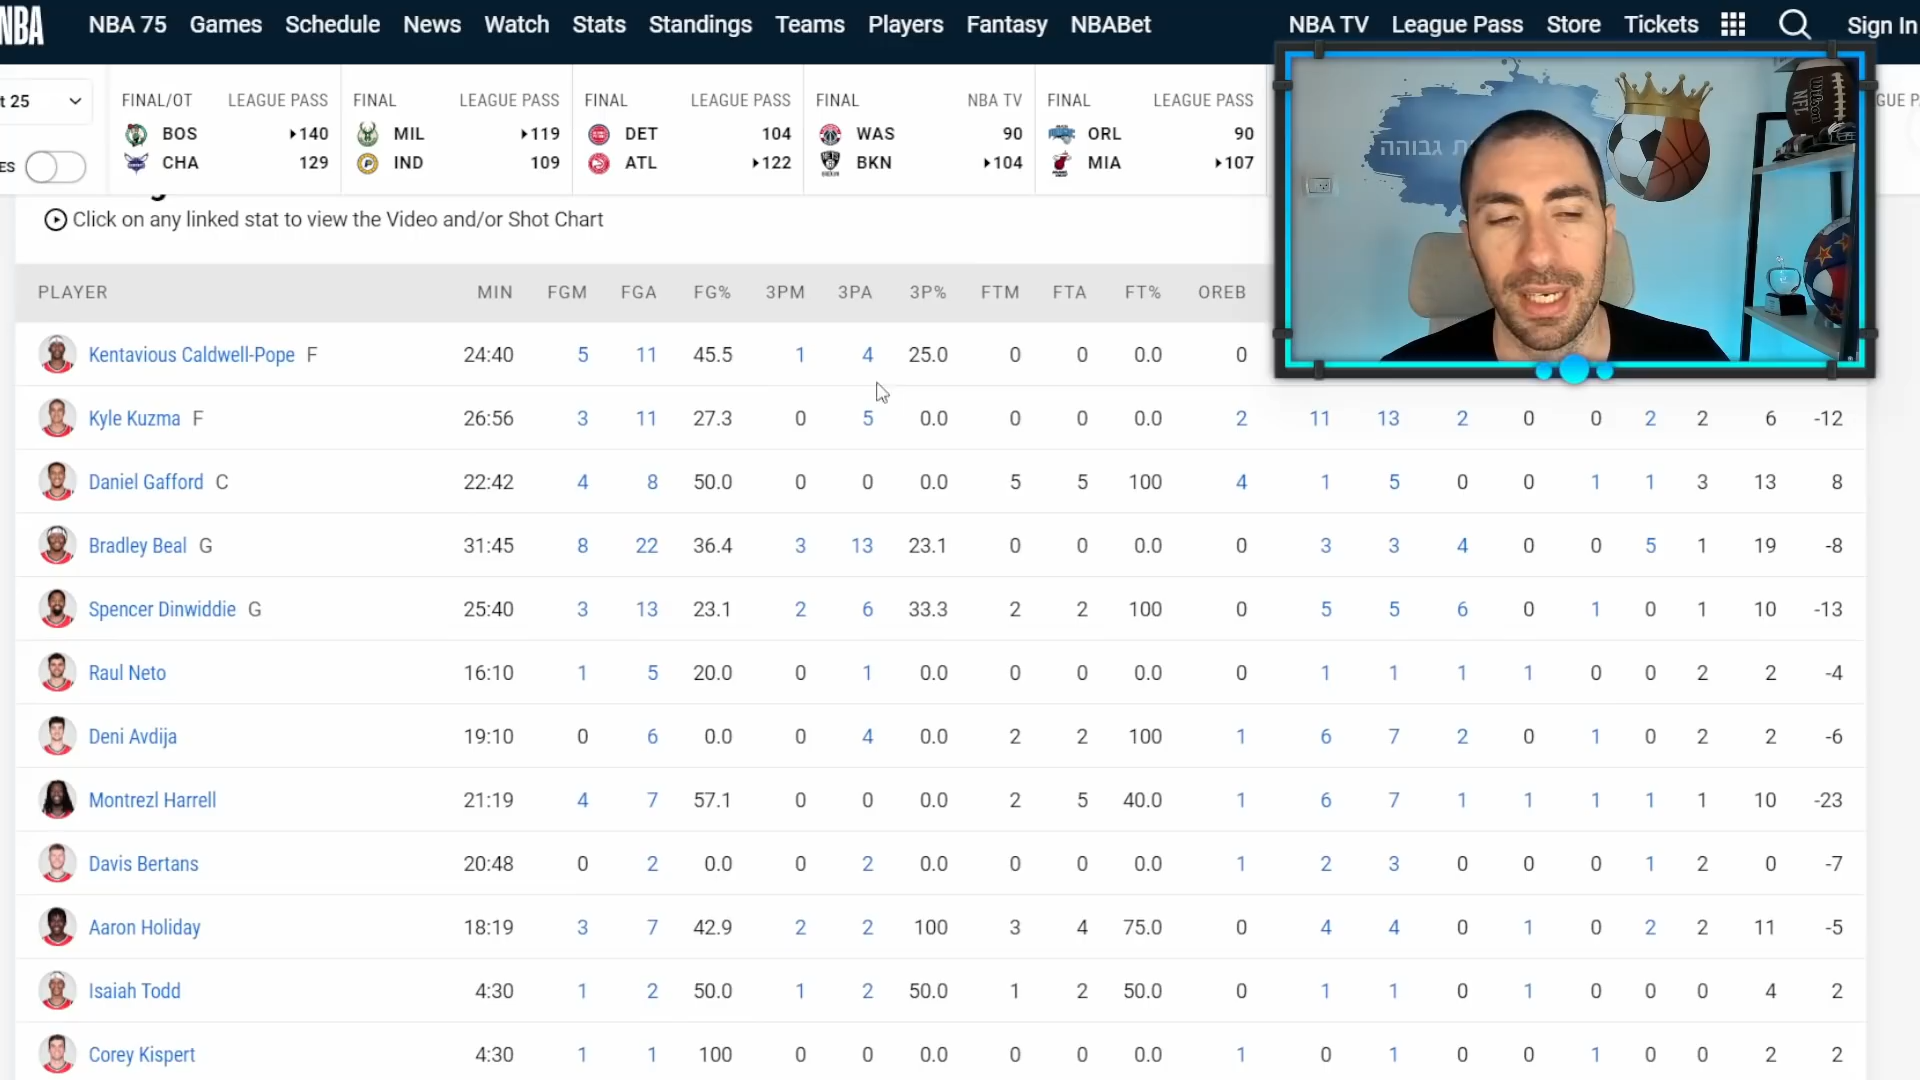 NBA NBA 75 Games Schedule News Watch Stats Standings Teams Players Fantasy NBABet NBA TV League Pass Store Tickets Sign In
t 25
ES
FINAL/OT LEAGUE PASS
BOS 140
CHA 129
FINAL LEAGUE PASS
MIL 119
IND 109
FINAL LEAGUE PASS
DET 104
ATL 122
FINAL NBA TV
WAS 90
BKN 104
FINAL LEAGUE PASS
ORL 90
MIA 107
GUE P
ת גבוהה
NFL
Wilson
Click on any linked stat to view the Video and/or Shot Chart
PLAYER MIN FGM FGA FG% 3PM 3PA 3P% FTM FTA FT% OREB
Kentavious Caldwell-Pope F 24:40 5 11 45.5 1 4 25.0 0 0 0.0 0
Kyle Kuzma F 26:56 3 11 27.3 0 5 0.0 0 0 0.0 2 11 13 2 0 0 2 2 6 -12
Daniel Gafford C 22:42 4 8 50.0 0 0 0.0 5 5 100 4 1 5 0 0 1 1 3 13 8
Bradley Beal G 31:45 8 22 36.4 3 13 23.1 0 0 0.0 0 3 3 4 0 0 5 1 19 -8
Spencer Dinwiddie G 25:40 3 13 23.1 2 6 33.3 2 2 100 0 5 5 6 0 1 0 1 10 -13
Raul Neto 16:10 1 5 20.0 0 1 0.0 0 0 0.0 0 1 1 1 1 0 0 2 2 -4
Deni Avdija 19:10 0 6 0.0 0 4 0.0 2 2 100 1 6 7 2 0 1 0 2 2 -6
Montrezl Harrell 21:19 4 7 57.1 0 0 0.0 2 5 40.0 1 6 7 1 1 1 1 1 10 -23
Davis Bertans 20:48 0 2 0.0 0 2 0.0 0 0 0.0 1 2 3 0 0 0 1 2 0 -7
Aaron Holiday 18:19 3 7 42.9 2 2 100 3 4 75.0 0 4 4 0 1 0 2 2 11 -5
Isaiah Todd 4:30 1 2 50.0 1 2 50.0 1 2 50.0 0 1 1 0 1 0 0 0 4 2
Corey Kispert 4:30 1 1 100 0 0 0.0 0 0 0.0 1 0 1 0 0 1 0 0 2 2